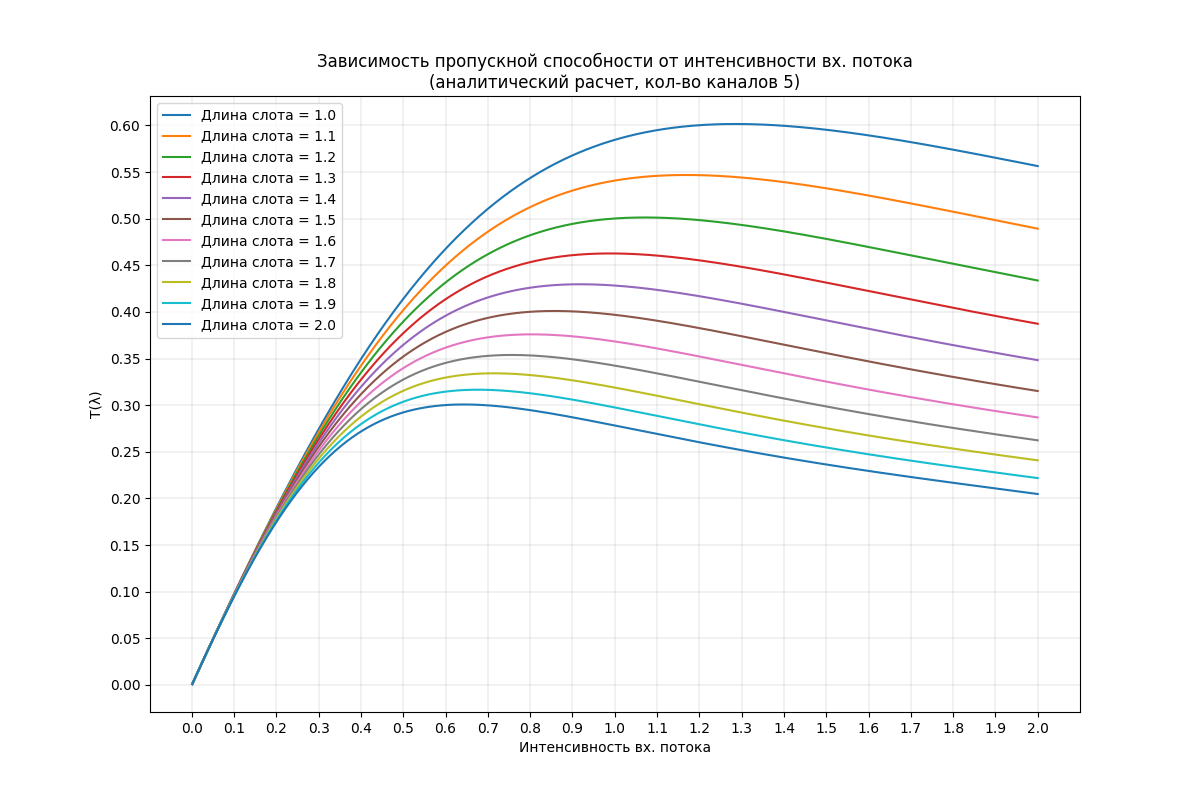 Зависимость пропускной способности от интенсивности вх. потока
(аналитический расчет, кол-во каналов 5)
Длина слота = 1.0
Длина слота = 1.1
Длина слота = 1.2
Длина слота = 1.3
Длина слота = 1.4
Длина слота = 1.5
Длина слота = 1.6
Длина слота = 1.7
Длина слота = 1.8
Длина слота = 1.9
Длина слота = 2.0
T(λ)
0.60
0.55
0.50
0.45
0.40
0.35
0.30
0.25
0.20
0.15
0.10
0.05
0.00
0.0 0.1 0.2 0.3 0.4 0.5 0.6 0.7 0.8 0.9 1.0 1.1 1.2 1.3 1.4 1.5 1.6 1.7 1.8 1.9 2.0
Интенсивность вх. потока